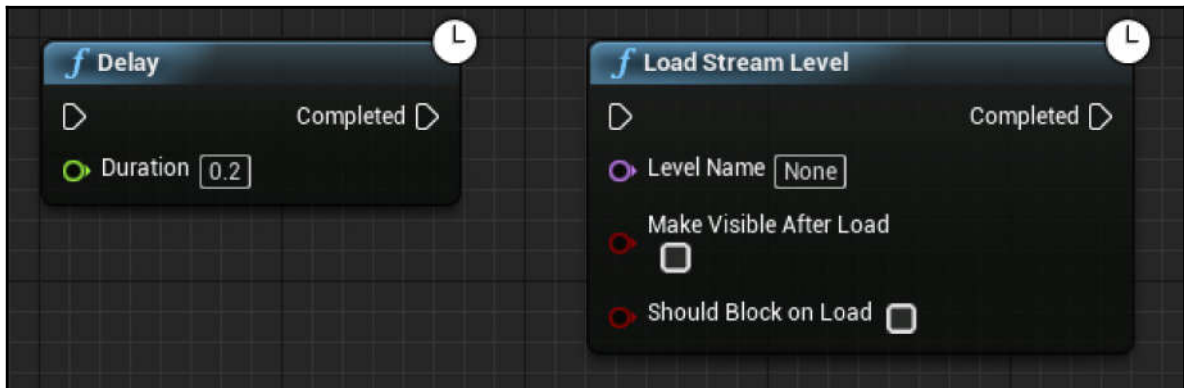 f Delay
Completed
Duration 0.2
f Load Stream Level
Completed
Level Name None
Make Visible After Load
Should Block on Load